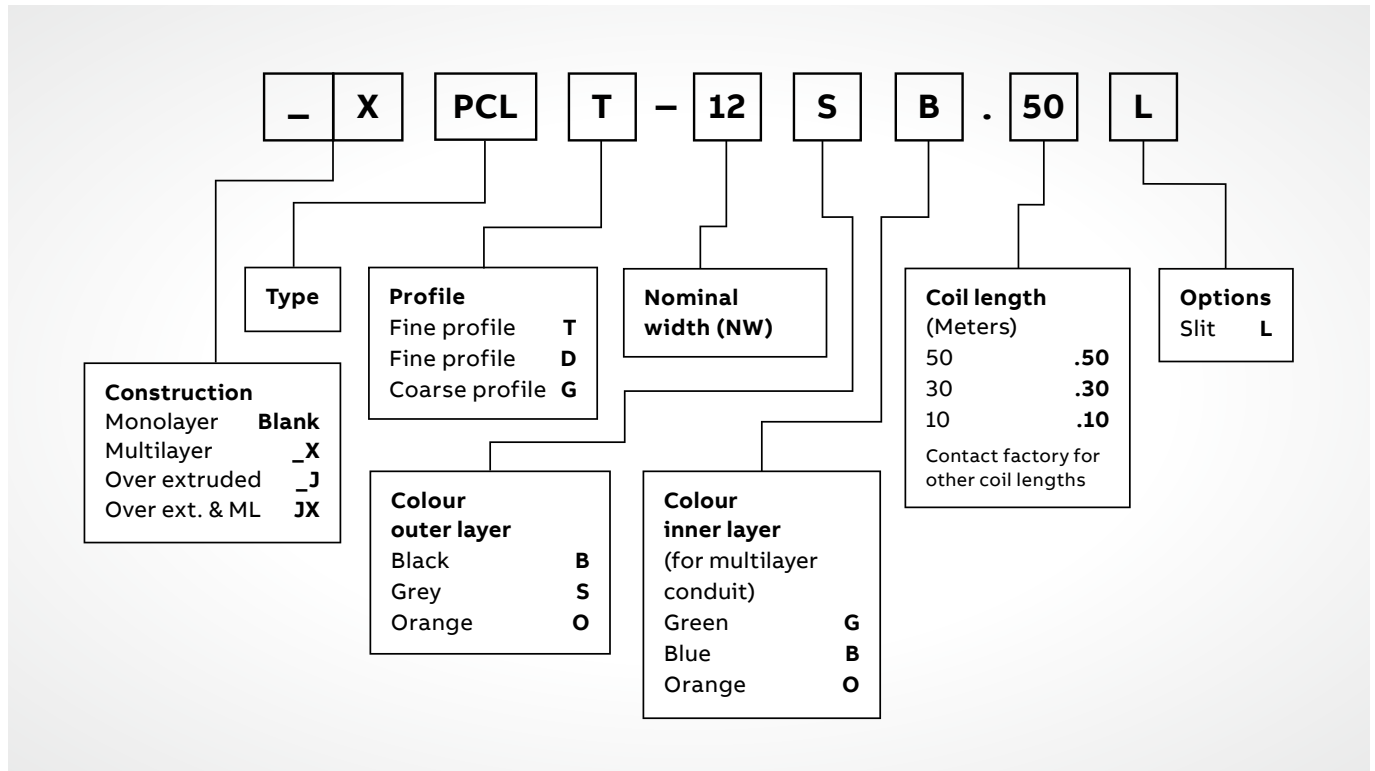 _ X PCL T – 12 S B . 50 L
Type
Profile
Fine profile T
Fine profile D
Coarse profile G
Nominal
width (NW)
Coil length
(Meters)
50 .50
30 .30
10 .10
Contact factory for
other coil lengths
Options
Slit L
Construction
Monolayer Blank
Multilayer _X
Over extruded _J
Over ext. & ML JX
Colour
outer layer
Black B
Grey S
Orange O
Colour
inner layer
(for multilayer
conduit)
Green G
Blue B
Orange O